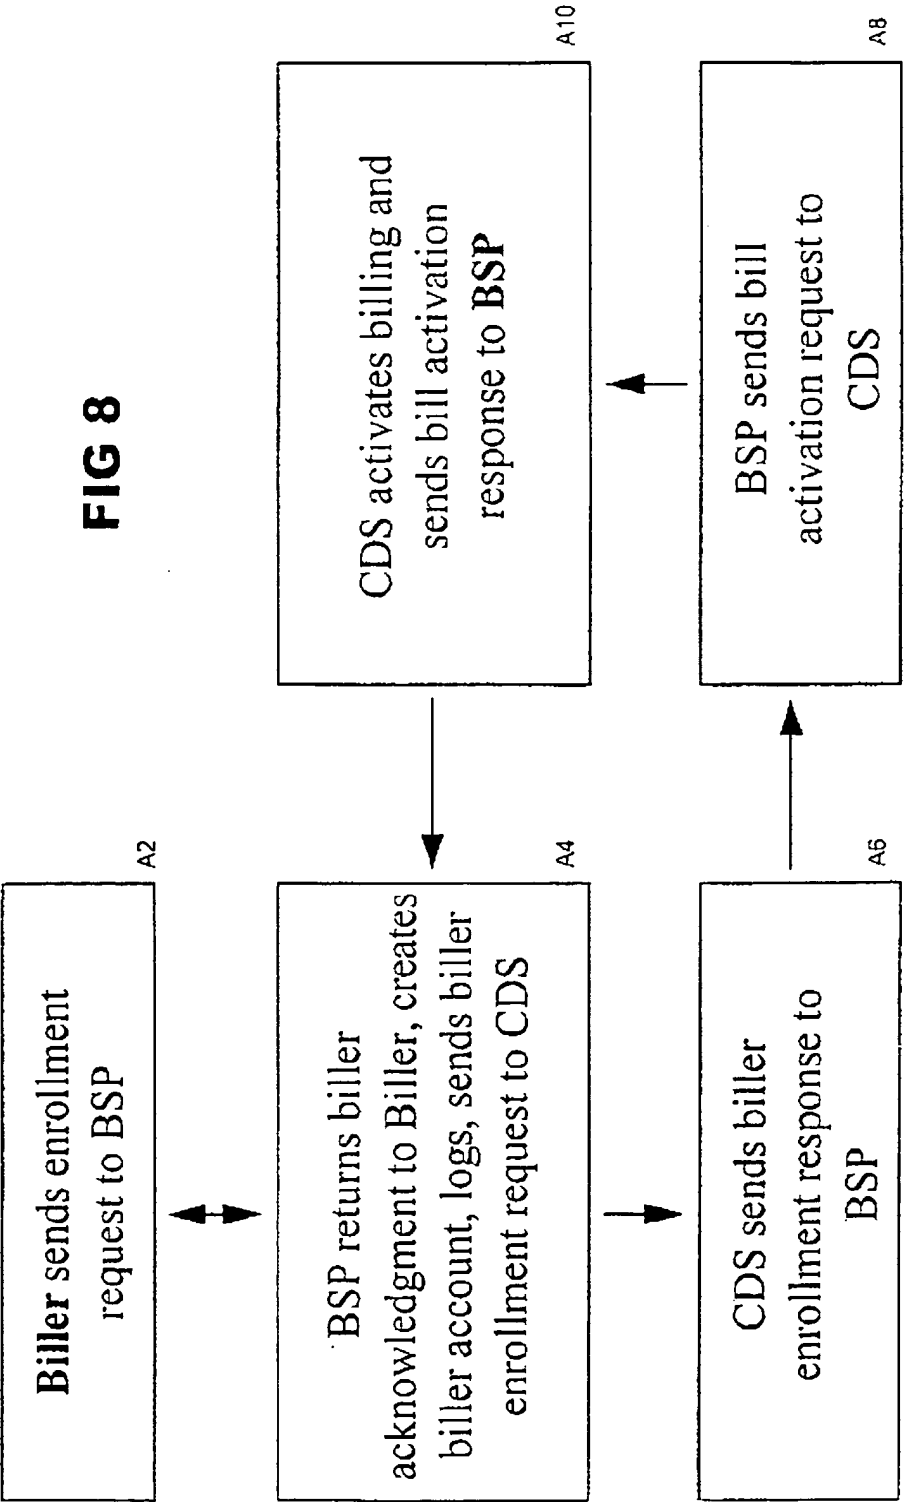 FIG 8
Biller sends enrollment
request to BSP
A2
BSP returns biller
acknowledgment to Biller, creates
biller account, logs, sends biller
enrollment request to CDS
A4
CDS sends biller
enrollment response to
BSP
A6
BSP sends bill
activation request to
CDS
A8
CDS activates billing and
sends bill activation
response to BSP
A10